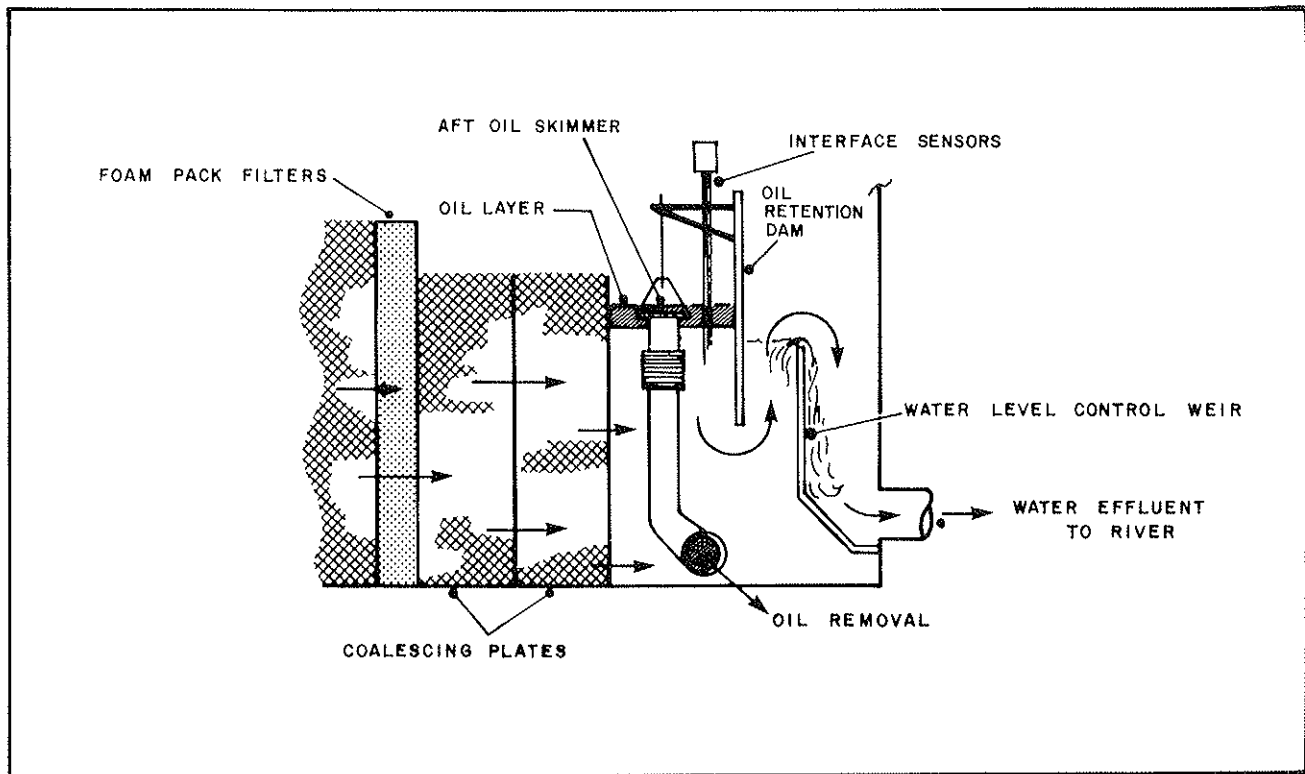 AFT OIL SKIMMER
INTERFACE SENSORS
FOAM PACK FILTERS
OIL LAYER
OIL
RETENTION
DAM
WATER LEVEL CONTROL WEIR
WATER EFFLUENT
TO RIVER
OIL REMOVAL
COALESCING PLATES